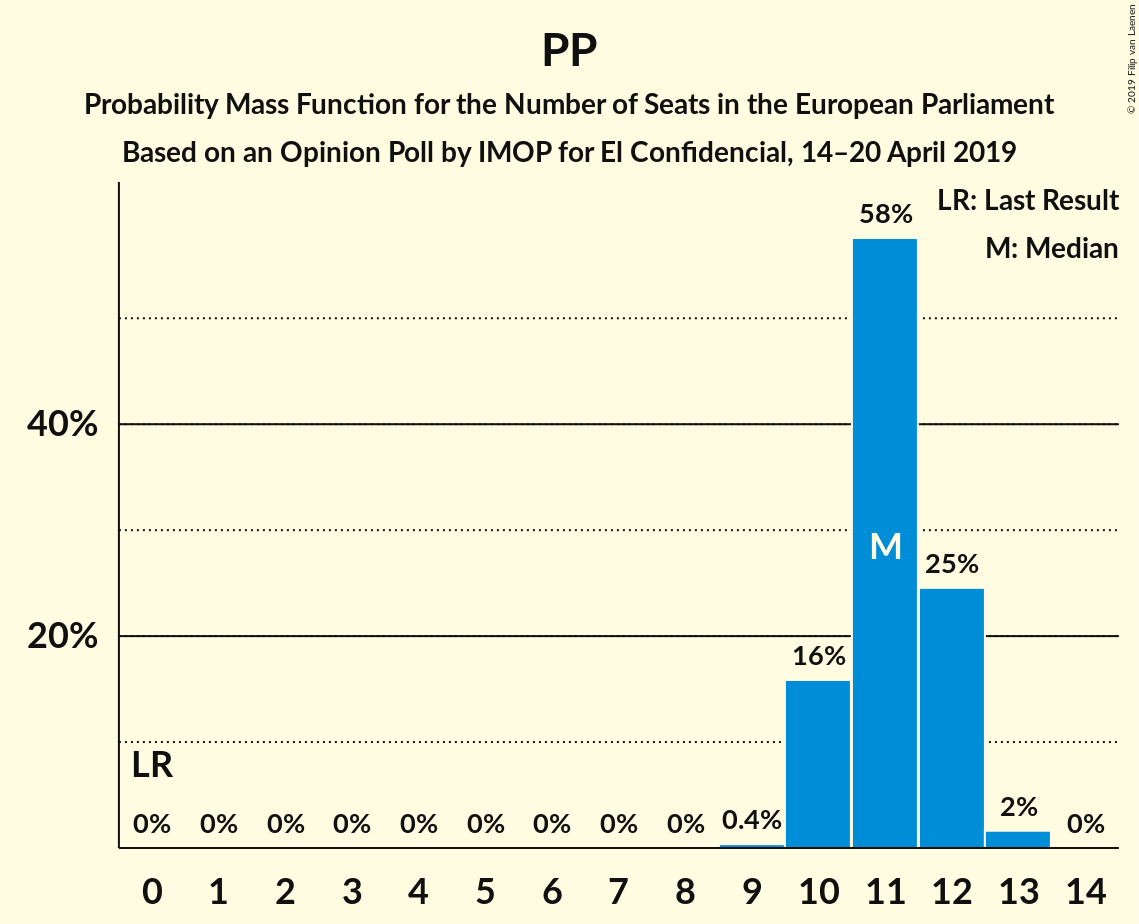 PP
Probability Mass Function for the Number of Seats in the European Parliament
Based on an Opinion Poll by IMOP for El Confidencial, 14–20 April 2019
© 2019 Filip van Laenen
LR: Last Result
M: Median
58%
40%
M
25%
20%
16%
LR
0% 0% 0% 0% 0% 0% 0% 0% 0% 0.4% 2% 0%
0 1 2 3 4 5 6 7 8 9 10 11 12 13 14